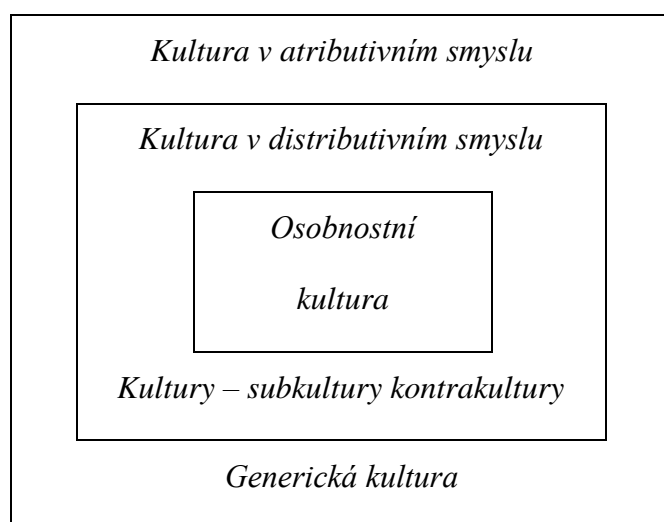 Kultura v atributivním smyslu
Kultura v distributivním smyslu
Osobnostní
kultura
Kultury – subkultury kontrakultury
Generická kultura